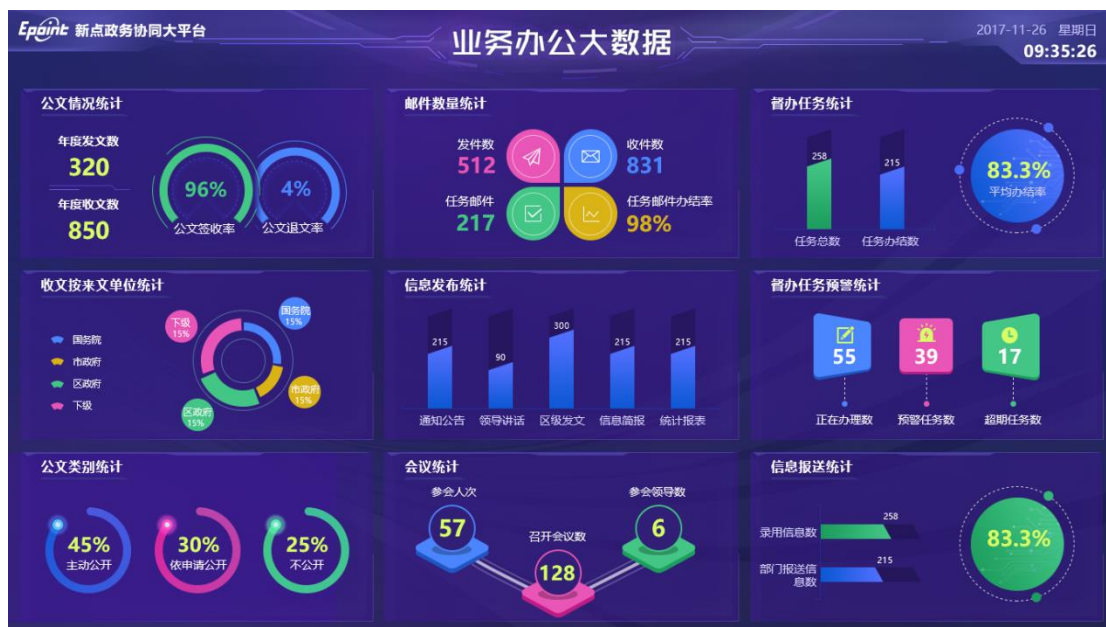 Epoint 新点政务协同大平台
业务办公大数据
2017-11-26 星期日
09:35:26
公文情况统计
年度发文数
320
年度收文数
850
96%
公文签收率
4%
公文退文率
邮件数量统计
发件数
512
收件数
831
任务邮件
217
任务邮件办结率
98%
督办任务统计
258
215
任务总数
任务办结数
83.3%
平均办结率
收文按来文单位统计
国务院
市政府
区政府
下级
下级
15%
国务院
15%
市政府
15%
区政府
15%
信息发布统计
215
90
300
215
215
通知公告
领导讲话
区级发文
信息简报
统计报表
督办任务预警统计
55
39
17
正在办理数
预警任务数
超期任务数
公文类别统计
45%
主动公开
30%
依申请公开
25%
不公开
会议统计
参会人次
57
召开会议数
128
参会领导数
6
信息报送统计
录用信息数
258
部门报送信
息数
215
83.3%